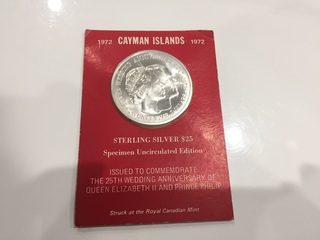 1972 CAYMAN ISLANDS 1972
STERLING SILVER $25
Specimen Uncirculated Edition
ISSUED TO COMMEMORATE
THE 25TH WEDDING ANNIVERSARY OF
QUEEN ELIZABETH II AND PRINCE PHILIP
Struck at the Royal Canadian Mint